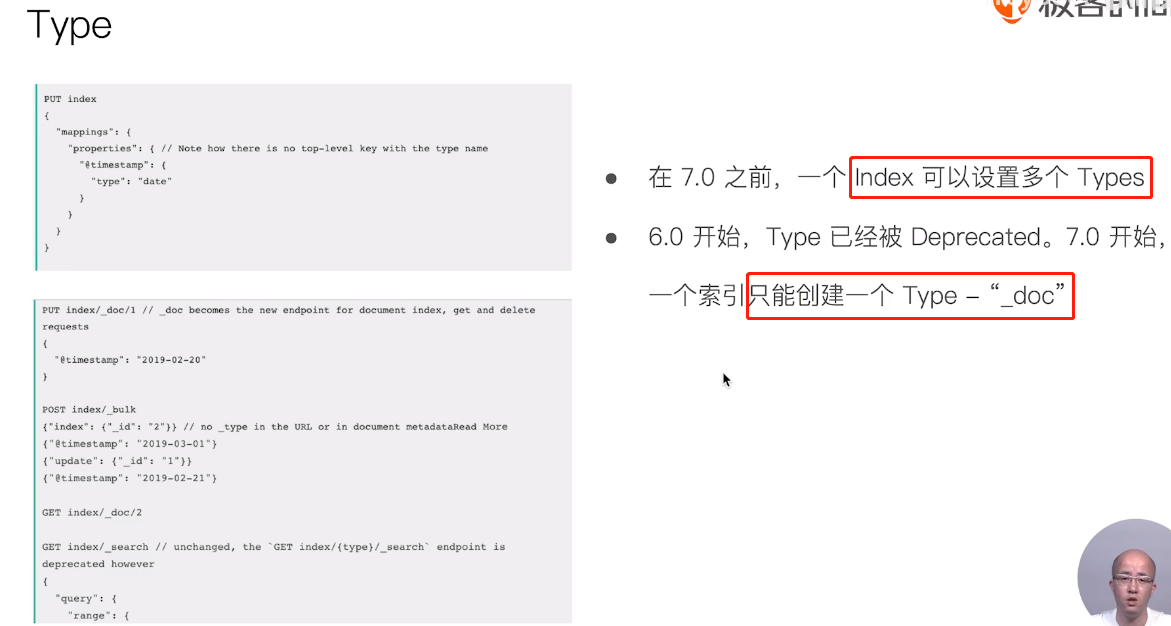 Type
极客时间
PUT index
{
"mappings": {
"properties": { // Note how there is no top-level key with the type name
"@timestamp": {
"type": "date"
}
}
}
}
在 7.0 之前，一个 Index 可以设置多个 Types
6.0 开始，Type 已经被 Deprecated。7.0 开始，
一个索引只能创建一个 Type – “_doc”
PUT index/_doc/1 // _doc becomes the new endpoint for document index, get and delete
requests
{
"@timestamp": "2019-02-20"
}
POST index/_bulk
{"index": {"_id": "2"}} // no _type in the URL or in document metadataRead More
{"@timestamp": "2019-03-01"}
{"update": {"_id": "1"}}
{"@timestamp": "2019-02-21"}
GET index/_doc/2
GET index/_search // unchanged, the `GET index/{type}/_search` endpoint is
deprecated however
{
"query": {
"range": {